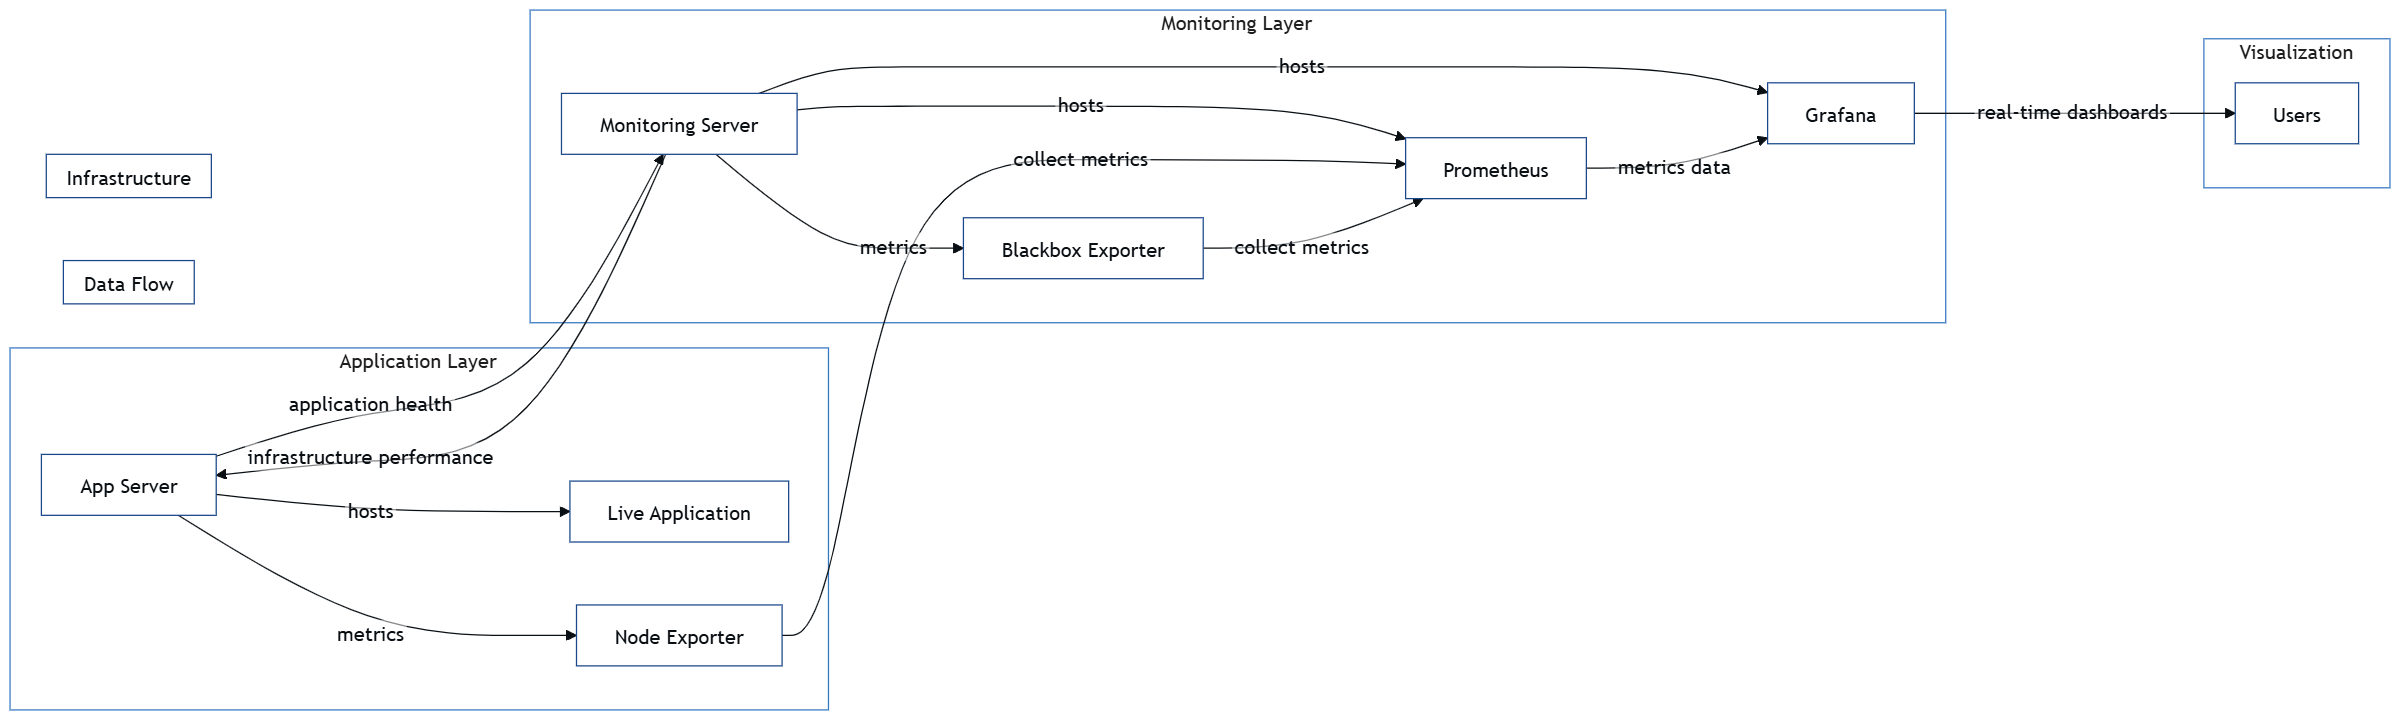 Monitoring Layer
Visualization
hosts
Monitoring Server
hosts
Grafana
real-time dashboards
Users
collect metrics
Prometheus
metrics data
Infrastructure
metrics
Blackbox Exporter
collect metrics
Data Flow
Application Layer
application health
infrastructure performance
App Server
hosts
Live Application
metrics
Node Exporter